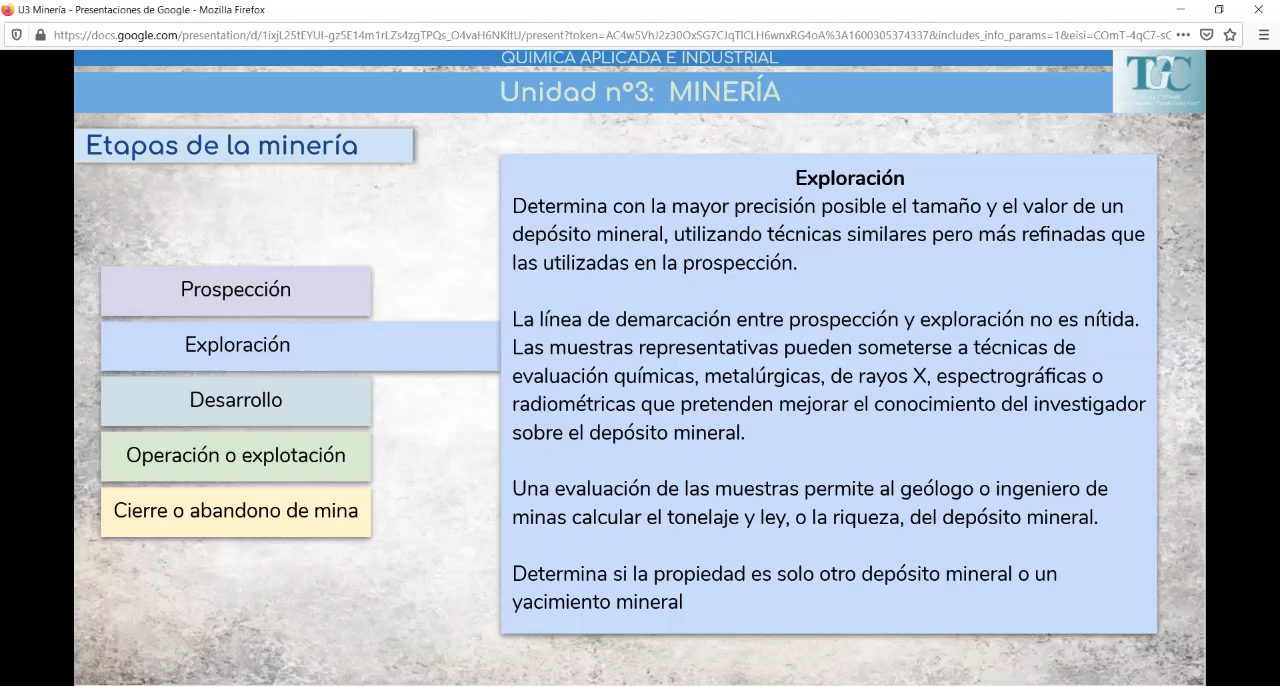 U3 Minería - Presentaciones de Google - Mozilla Firefox
QUÍMICA APLICADA E INDUSTRIAL
Unidad nº3: MINERÍA
TGC
Etapas de la minería
Prospección
Exploración
Desarrollo
Operación o explotación
Cierre o abandono de mina
Exploración
Determina con la mayor precisión posible el tamaño y el valor de un
depósito mineral, utilizando técnicas similares pero más refinadas que
las utilizadas en la prospección.
La línea de demarcación entre prospección y exploración no es nítida.
Las muestras representativas pueden someterse a técnicas de
evaluación químicas, metalúrgicas, de rayos X, espectrográficas o
radiométricas que pretenden mejorar el conocimiento del investigador
sobre el depósito mineral.
Una evaluación de las muestras permite al geólogo o ingeniero de
minas calcular el tonelaje y ley, o la riqueza, del depósito mineral.
Determina si la propiedad es solo otro depósito mineral o un
yacimiento mineral